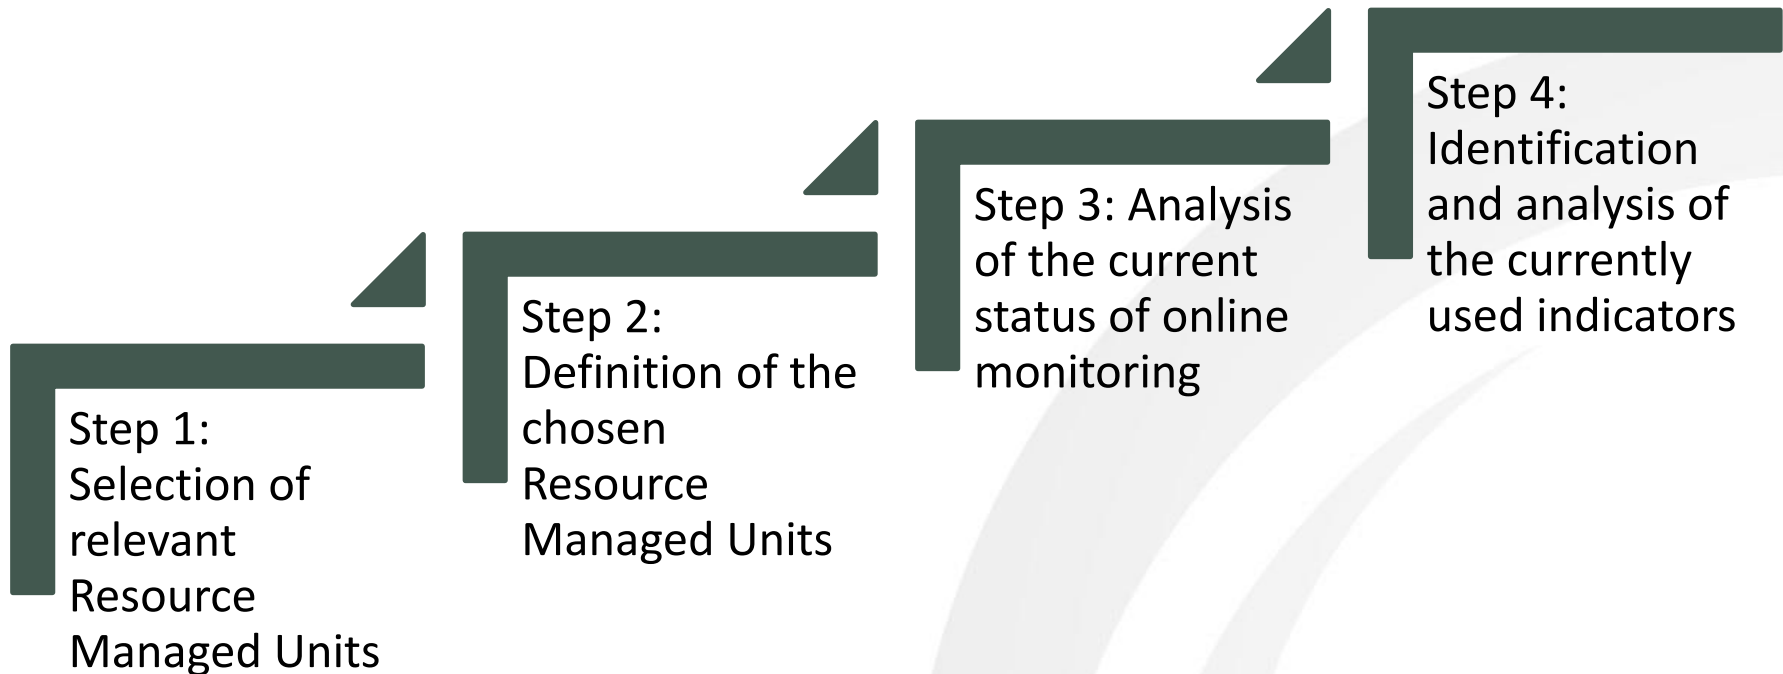 Step 1:
Selection of
relevant
Resource
Managed Units
Step 2:
Definition of the
chosen
Resource
Managed Units
Step 3: Analysis
of the current
status of online
monitoring
Step 4:
Identification
and analysis of
the currently
used indicators